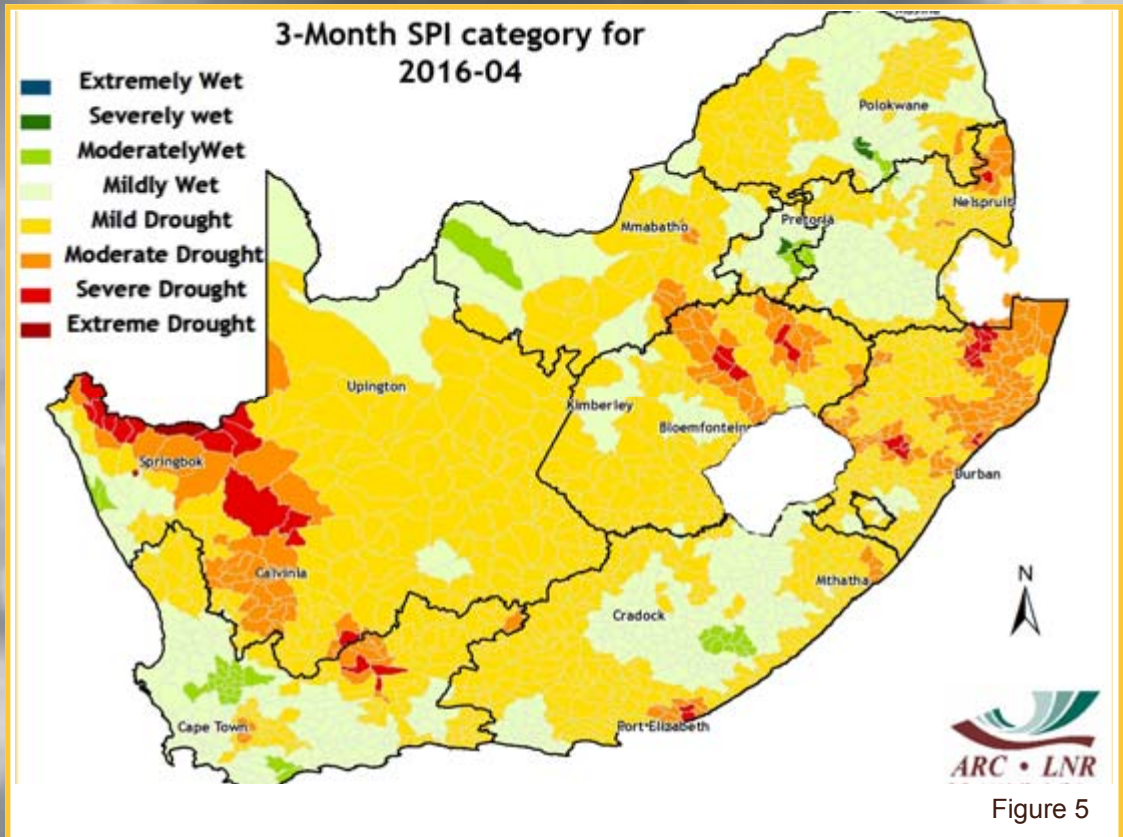 3-Month SPI category for
2016-04
Extremely Wet
Severely wet
ModeratelyWet
Mildly Wet
Mild Drought
Moderate Drought
Severe Drought
Extreme Drought
Polokwane
Nelspruit
Pretoria
Mmabatho
Upington
Kimberley
Bloemfontein
Springbok
Durban
Calvinia
Mthatha
Cradock
Cape Town
Port Elizabeth
N
ARC • LNR
Figure 5